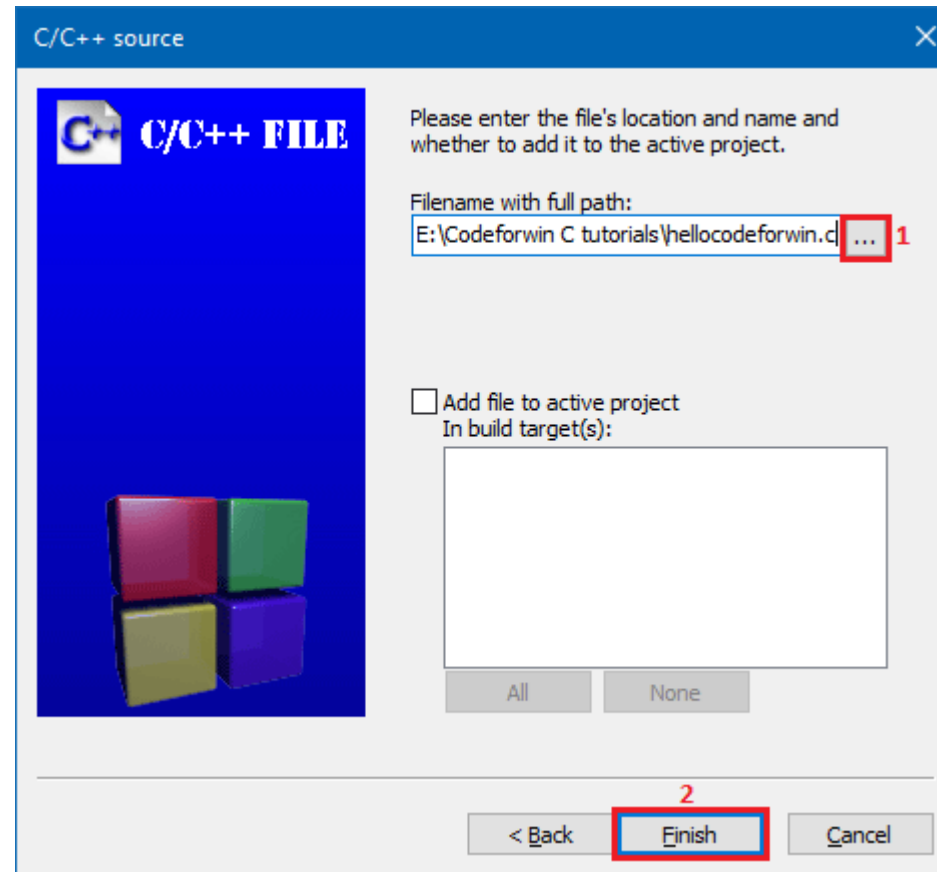 C/C++ source
C++ C/C++ FILE
Please enter the file's location and name and
whether to add it to the active project.
Filename with full path:
E:\Codeforwin C tutorials\hellocodeforwin.c ... 1
Add file to active project
In build target(s):
All None
2
< Back Finish Cancel